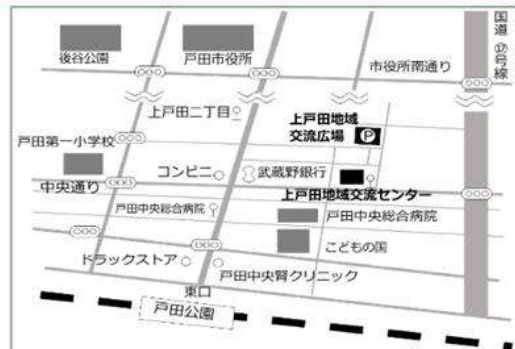 国道⑰号線
後谷公園
戸田市役所
市役所南通り
上戸田二丁目
上戸田地域
交流広場
P
戸田第一小学校
コンビニ
武蔵野銀行
中央通り
上戸田地域交流センター
戸田中央総合病院
戸田中央総合病院
こどもの国
ドラックストア
戸田中央腎クリニック
東口
戸田公園